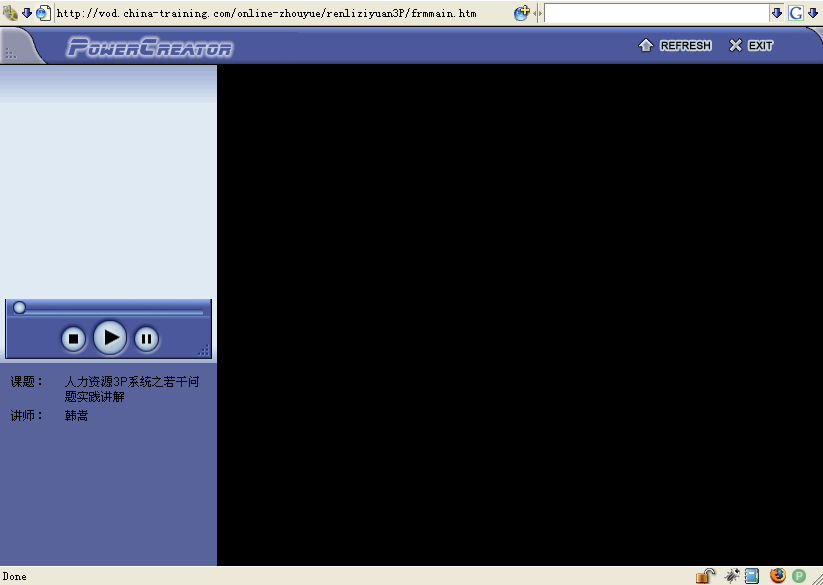 http://vod.china-training.com/online-zhouyue/renliziyuan3P/frmmain.htm
G
POWERCREATOR
REFRESH
EXIT
课题： 人力资源3P系统之若干问
题实践讲解
讲师： 韩嵩
Done
P